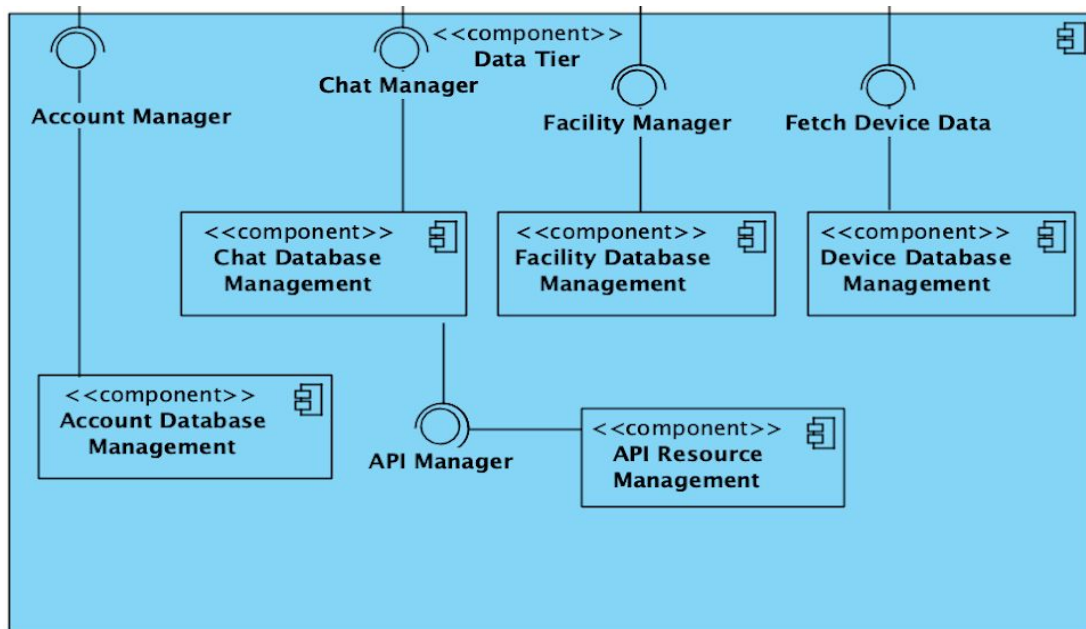 <<component>>
Data Tier
Account Manager
Chat Manager
Facility Manager
Fetch Device Data
<<component>>
Chat Database
Management
<<component>>
Facility Database
Management
<<component>>
Device Database
Management
<<component>>
Account Database
Management
API Manager
<<component>>
API Resource
Management